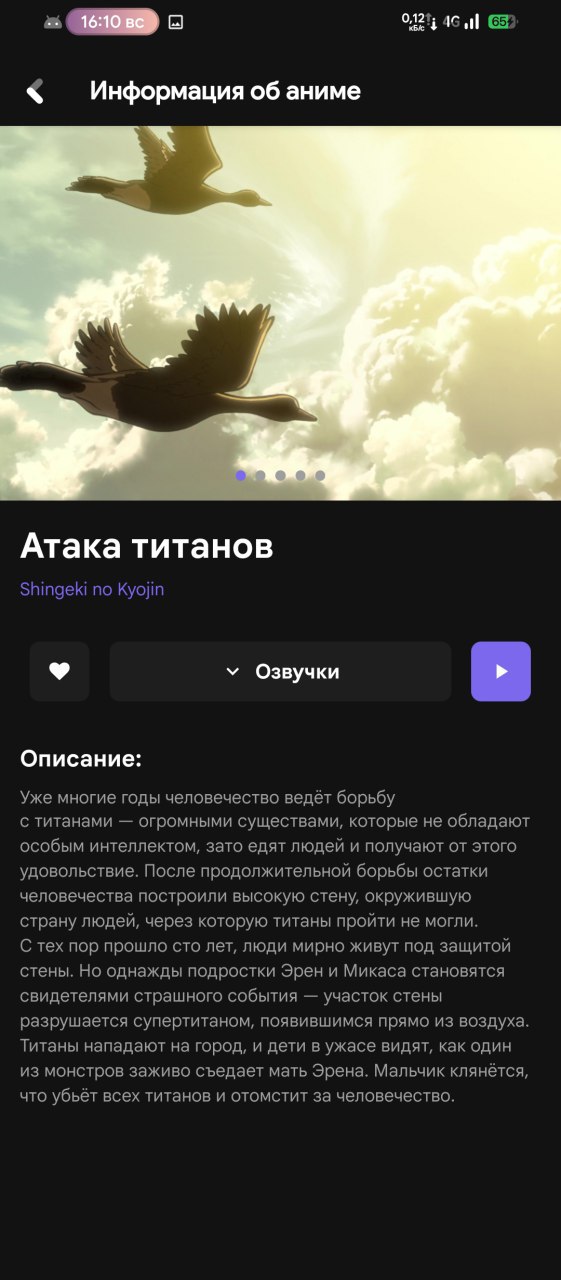 16:10 вс
0,12
кБ/с
4G
65
Информация об аниме
Атака титанов
Shingeki no Kyojin
Озвучки
Описание:
Уже многие годы человечество ведёт борьбу
с титанами — огромными существами, которые не обладают
особым интеллектом, зато едят людей и получают от этого
удовольствие. После продолжительной борьбы остатки
человечества построили высокую стену, окружившую
страну людей, через которую титаны пройти не могли.
С тех пор прошло сто лет, люди мирно живут под защитой
стены. Но однажды подростки Эрен и Микаса становятся
свидетелями страшного события — участок стены
разрушается супертитаном, появившимся прямо из воздуха.
Титаны нападают на город, и дети в ужасе видят, как один
из монстров заживо съедает мать Эрена. Мальчик клянётся,
что убьёт всех титанов и отомстит за человечество.